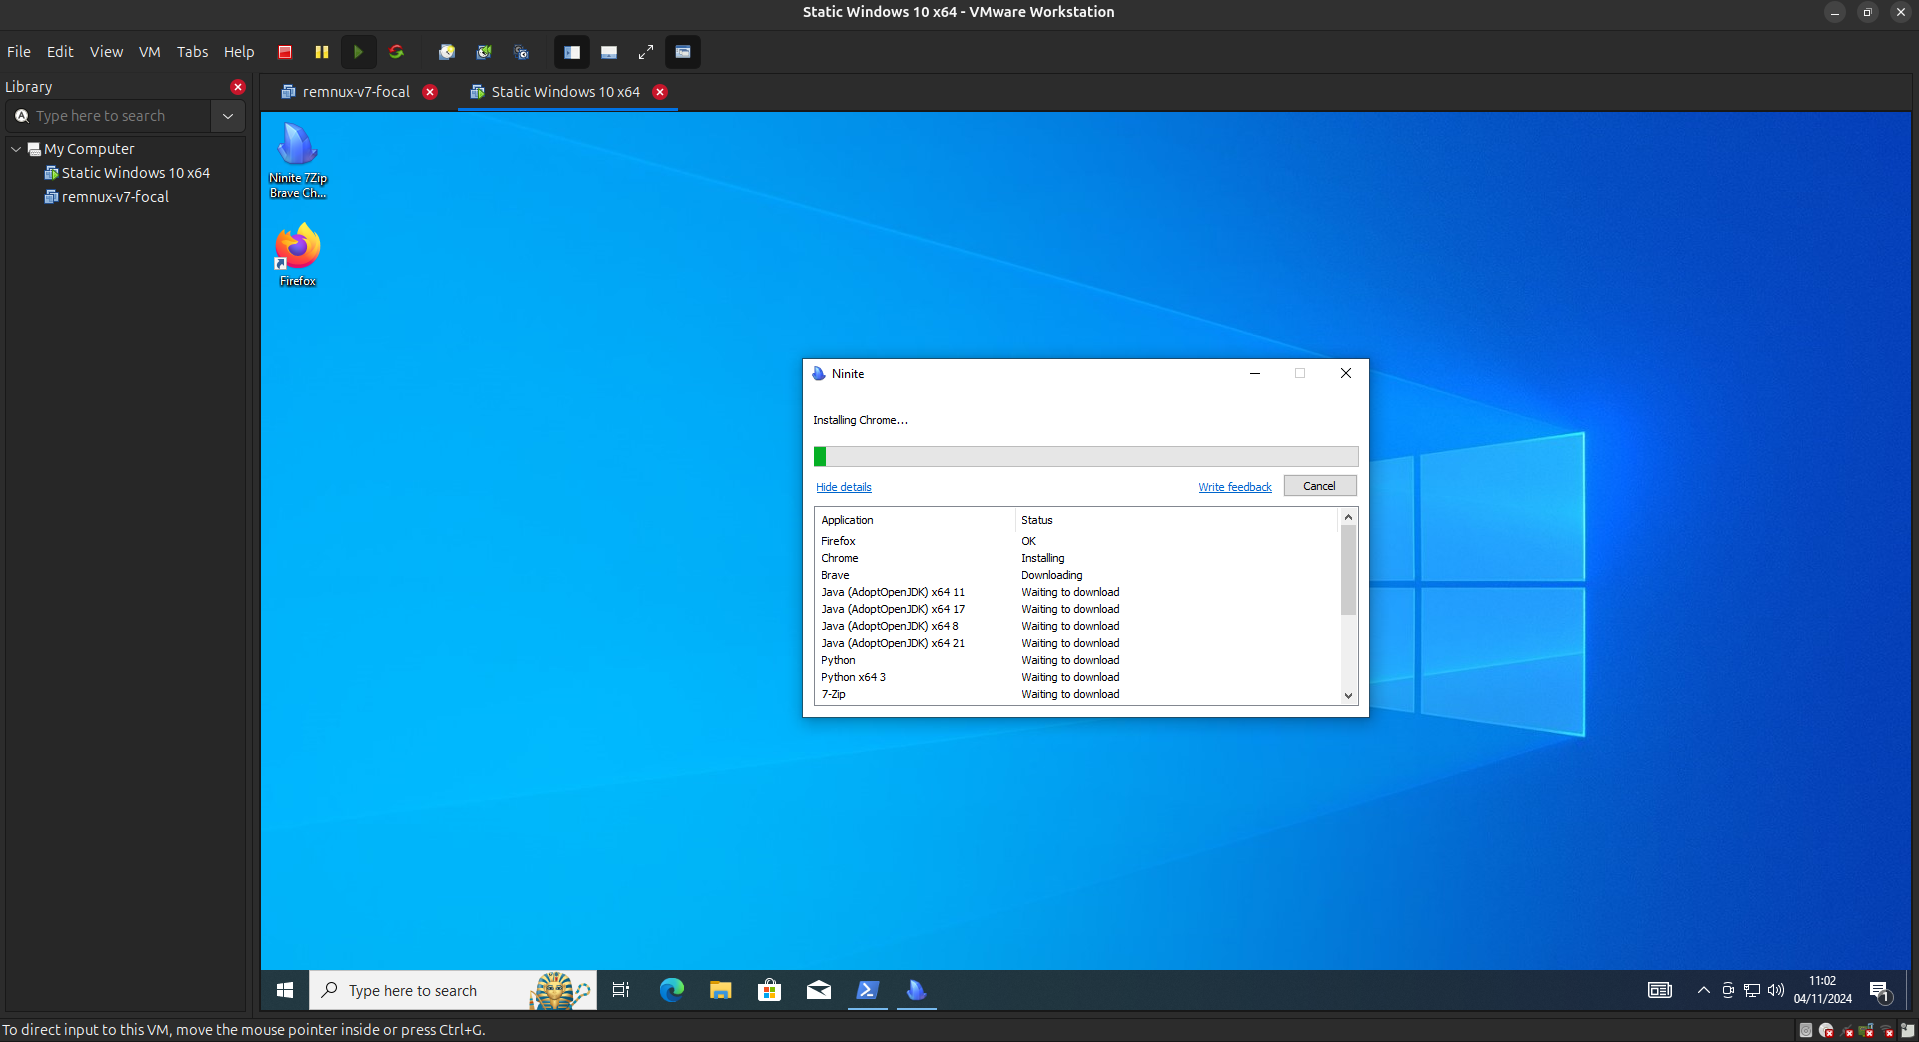 Static Windows 10 x64 - VMware Workstation
File Edit View VM Tabs Help
Library
Type here to search
My Computer
Static Windows 10 x64
remnux-v7-focal
remnux-v7-focal
Static Windows 10 x64
Ninite 7Zip
Brave Ch...
Firefox
Ninite
Installing Chrome...
Hide details
Write feedback
Cancel
Application Status
Firefox OK
Chrome Installing
Brave Downloading
Java (AdoptOpenJDK) x64 11 Waiting to download
Java (AdoptOpenJDK) x64 17 Waiting to download
Java (AdoptOpenJDK) x64 8 Waiting to download
Java (AdoptOpenJDK) x64 21 Waiting to download
Python Waiting to download
Python x64 3 Waiting to download
7-Zip Waiting to download
Type here to search
11:02
04/11/2024
1
To direct input to this VM, move the mouse pointer inside or press Ctrl+G.